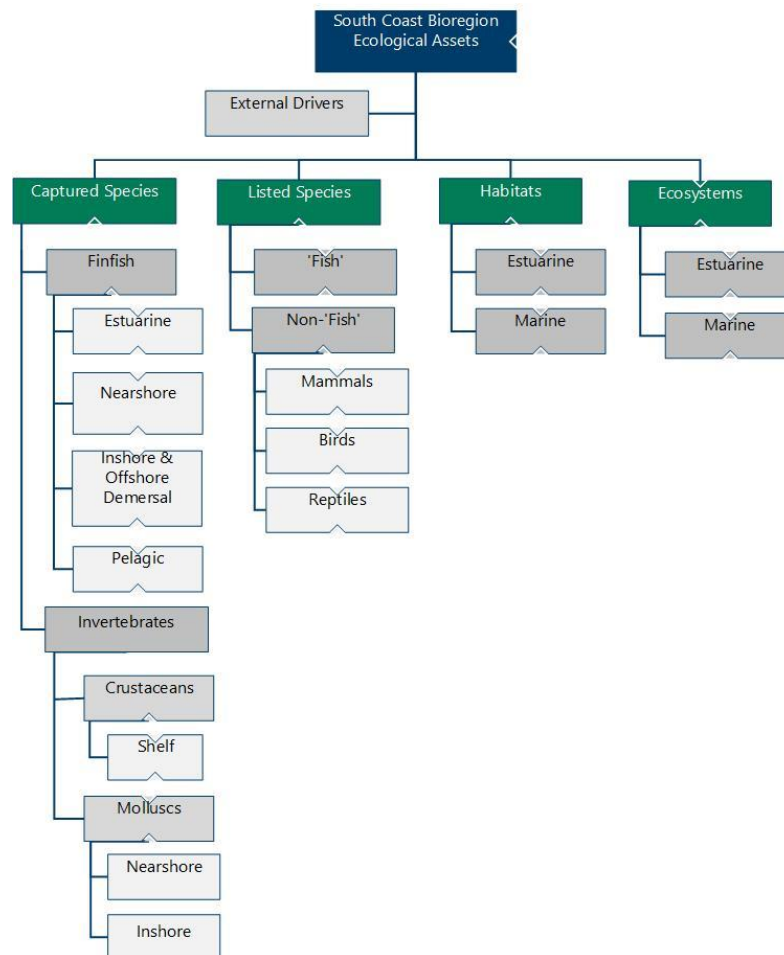 South Coast Bioregion
Ecological Assets
External Drivers
Captured Species
Listed Species
Habitats
Ecosystems
Finfish
'Fish'
Estuarine
Estuarine
Estuarine
Non-'Fish'
Marine
Marine
Nearshore
Mammals
Birds
Inshore &
Offshore
Demersal
Reptiles
Pelagic
Invertebrates
Crustaceans
Shelf
Molluscs
Nearshore
Inshore